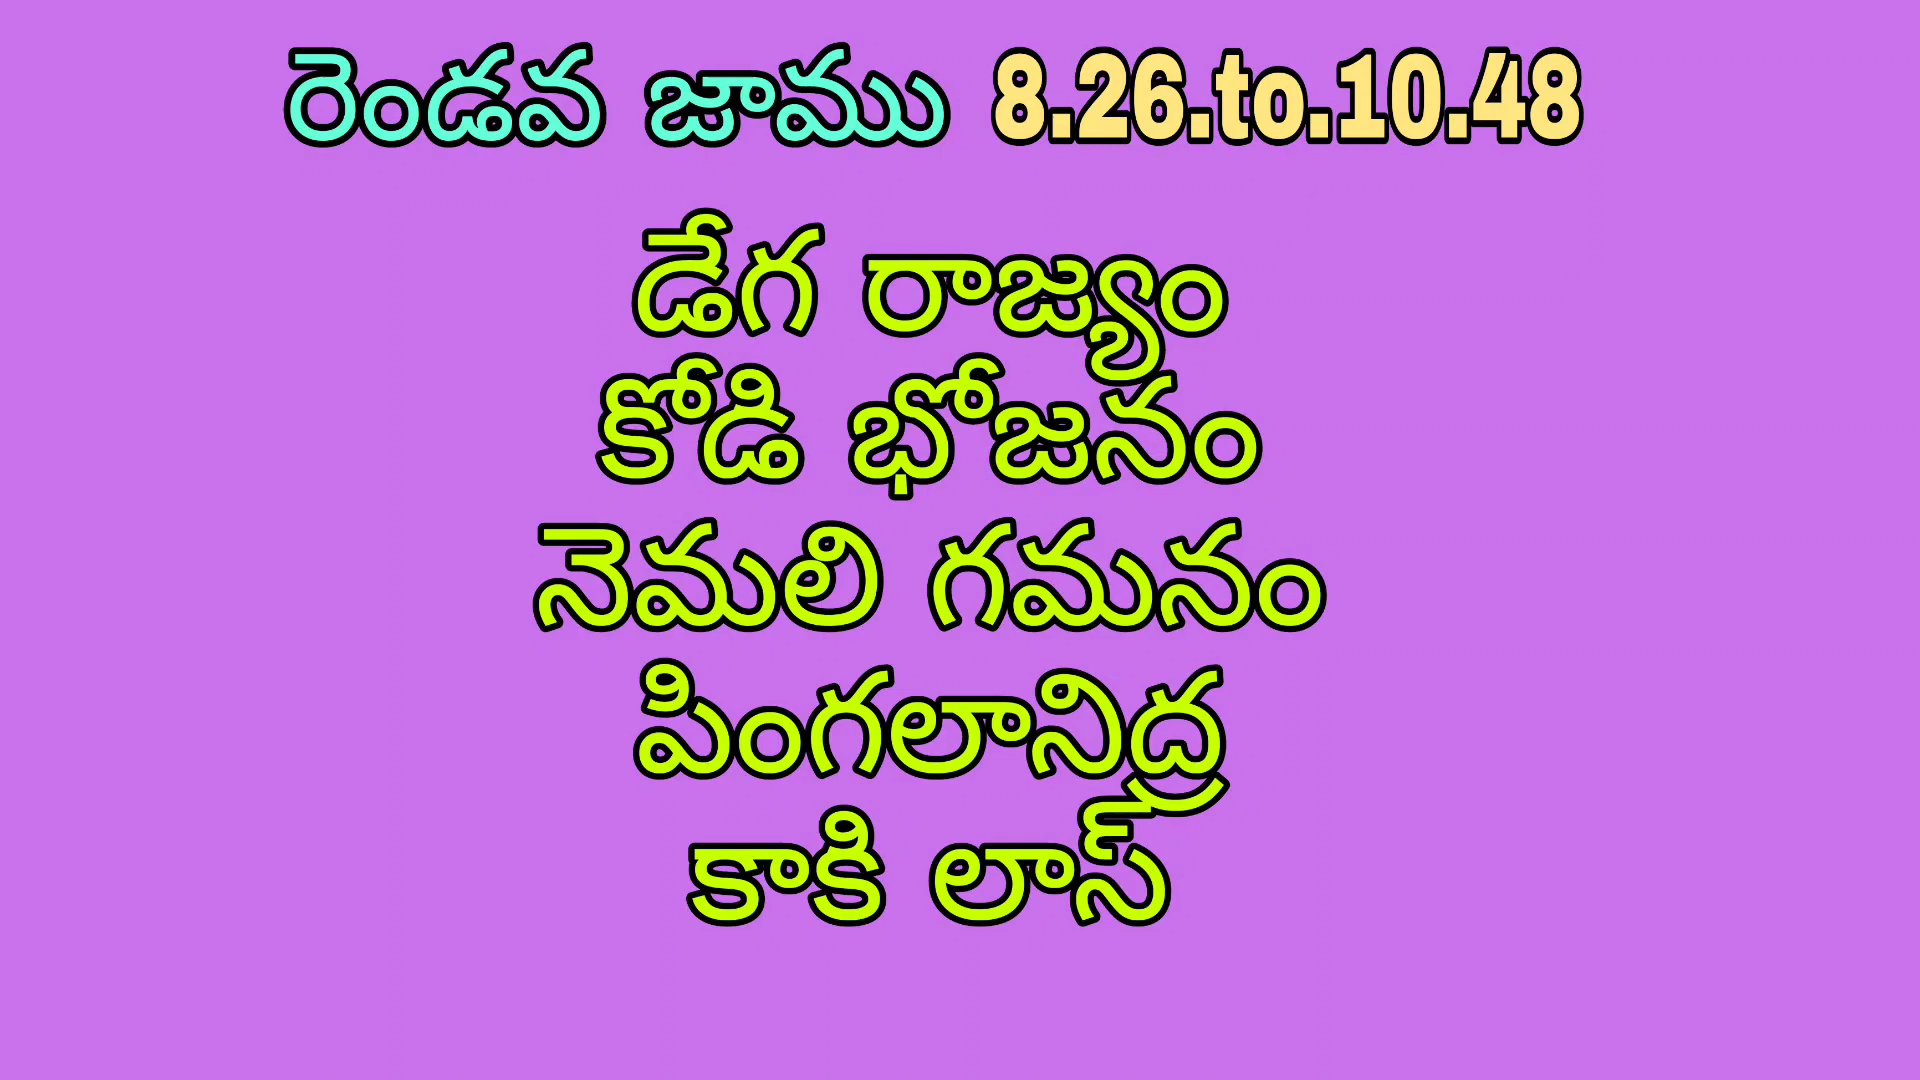 రెండవ జాము 8.26.to.10.48
డేగ రాజ్యం
కోడి భోజనం
నెమలి గమనం
పింగలానిద్ర
కాకి లాస్